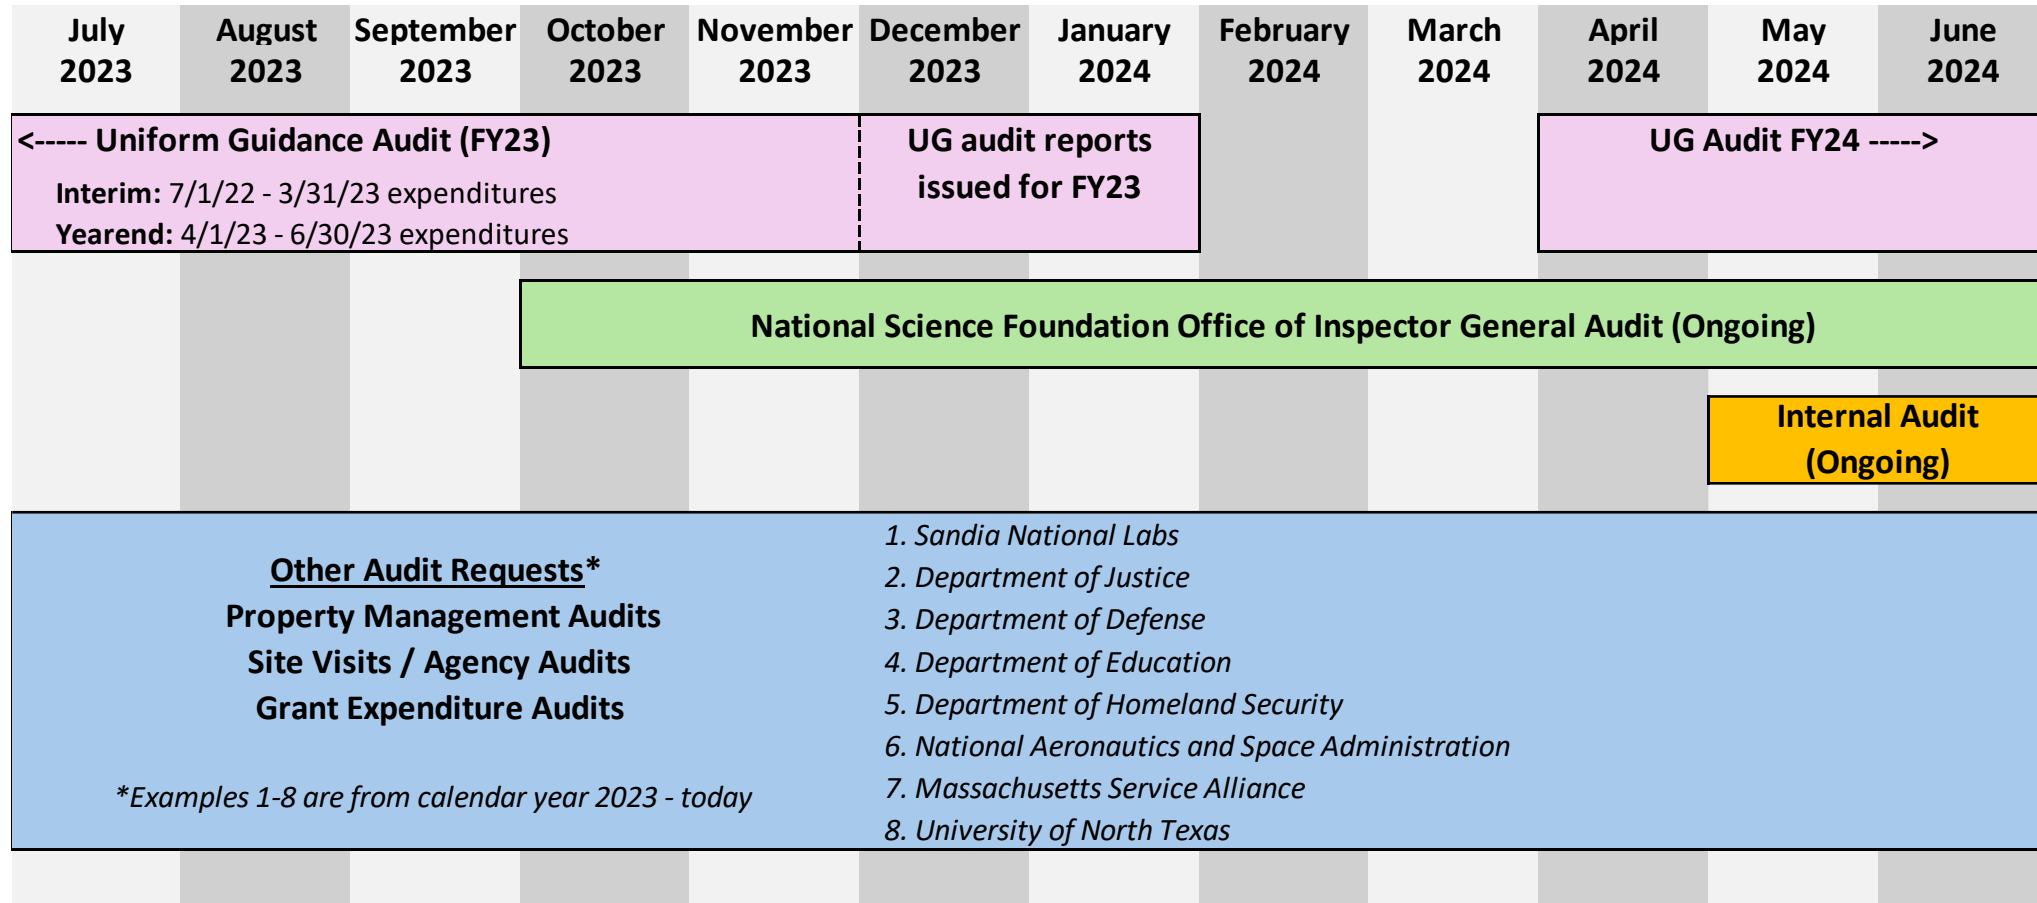 July August September October November December January February March April May June
2023 2023 2023 2023 2023 2023 2024 2024 2024 2024 2024 2024
<----- Uniform Guidance Audit (FY23)
Interim: 7/1/22 - 3/31/23 expenditures
Yearend: 4/1/23 - 6/30/23 expenditures
UG audit reports
issued for FY23
UG Audit FY24 ----->
National Science Foundation Office of Inspector General Audit (Ongoing)
Internal Audit
(Ongoing)
Other Audit Requests*
Property Management Audits
Site Visits / Agency Audits
Grant Expenditure Audits
*Examples 1-8 are from calendar year 2023 - today
1. Sandia National Labs
2. Department of Justice
3. Department of Defense
4. Department of Education
5. Department of Homeland Security
6. National Aeronautics and Space Administration
7. Massachusetts Service Alliance
8. University of North Texas